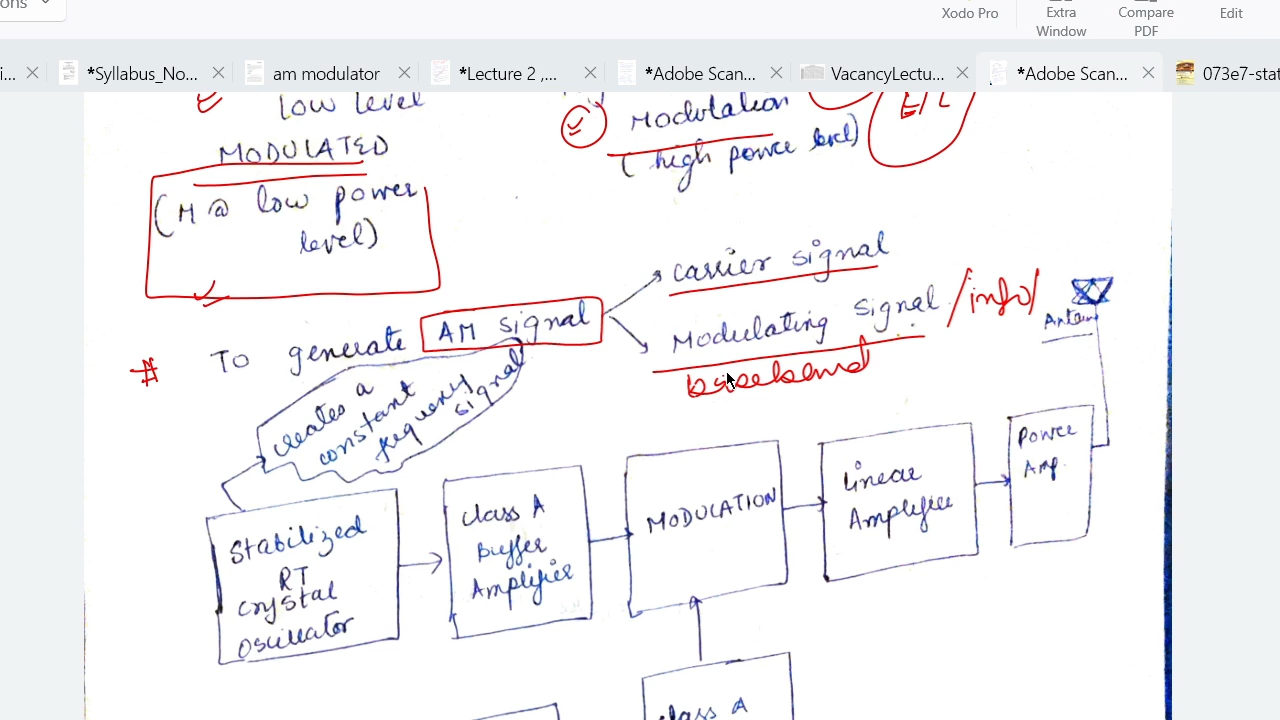 ons
Xodo Pro
Extra
Window
Compare
PDF
Edit
i...
*Syllabus_No...
am modulator
*Lecture 2 ,...
*Adobe Scan...
VacancyLectu...
*Adobe Scan...
073e7-stat
low level
MODULATED
(M @ low power
level)
Modulation
(high power level)
# To generate AM signal
carrier signal
Modulating signal /info/
baseband
creates a
constant
frequency
signal
Stabilized
RT
crystal
oscillator
class A
Buffer
Amplifier
MODULATION
Linear
Amplifier
Power
Amp.
class A